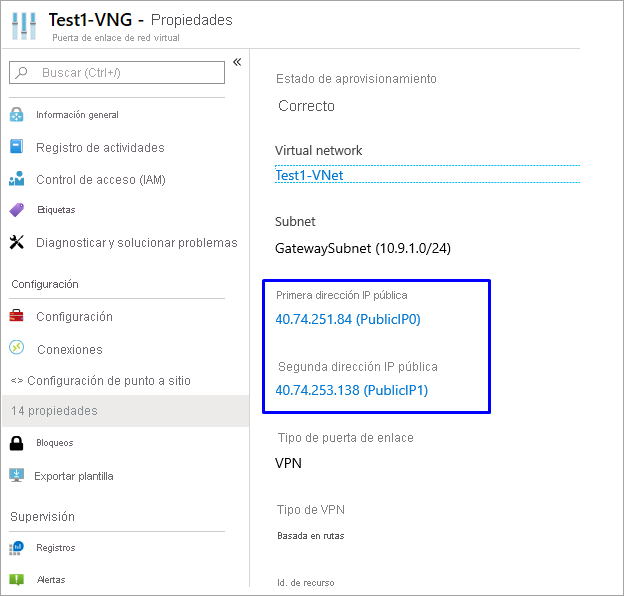 Test1-VNG - Propiedades
Puerta de enlace de red virtual
«
Buscar (Ctrl+/)
Información general
Registro de actividades
Control de acceso (IAM)
Etiquetas
Diagnosticar y solucionar problemas
Configuración
Configuración
Conexiones
<> Configuración de punto a sitio
14 propiedades
Bloqueos
Exportar plantilla
Supervisión
Registros
Alertas
Estado de aprovisionamiento
Correcto
Virtual network
Test1-VNet
Subnet
GatewaySubnet (10.9.1.0/24)
Primera dirección IP pública
40.74.251.84 (PublicIP0)
Segunda dirección IP pública
40.74.253.138 (PublicIP1)
Tipo de puerta de enlace
VPN
Tipo de VPN
Basada en rutas
Id. de recurso